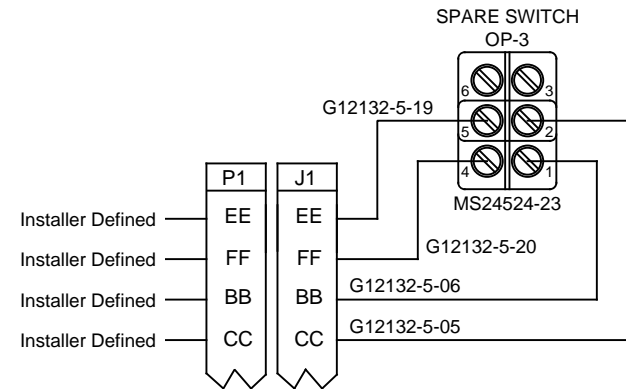 SPARE SWITCH
OP-3
6 3
G12132-5-19
5 2
4 1
P1 J1
MS24524-23
Installer Defined EE EE
G12132-5-20
Installer Defined FF FF
G12132-5-06
Installer Defined BB BB
G12132-5-05
Installer Defined CC CC